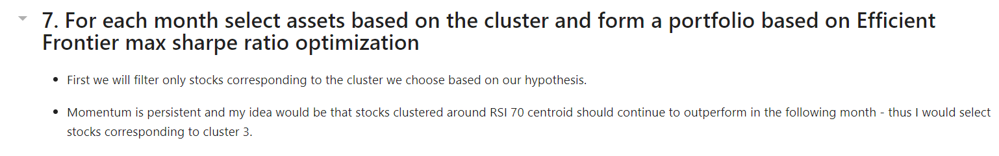 7. For each month select assets based on the cluster and form a portfolio based on Efficient
Frontier max sharpe ratio optimization
• First we will filter only stocks corresponding to the cluster we choose based on our hypothesis.
• Momentum is persistent and my idea would be that stocks clustered around RSI 70 centroid should continue to outperform in the following month - thus I would select
stocks corresponding to cluster 3.